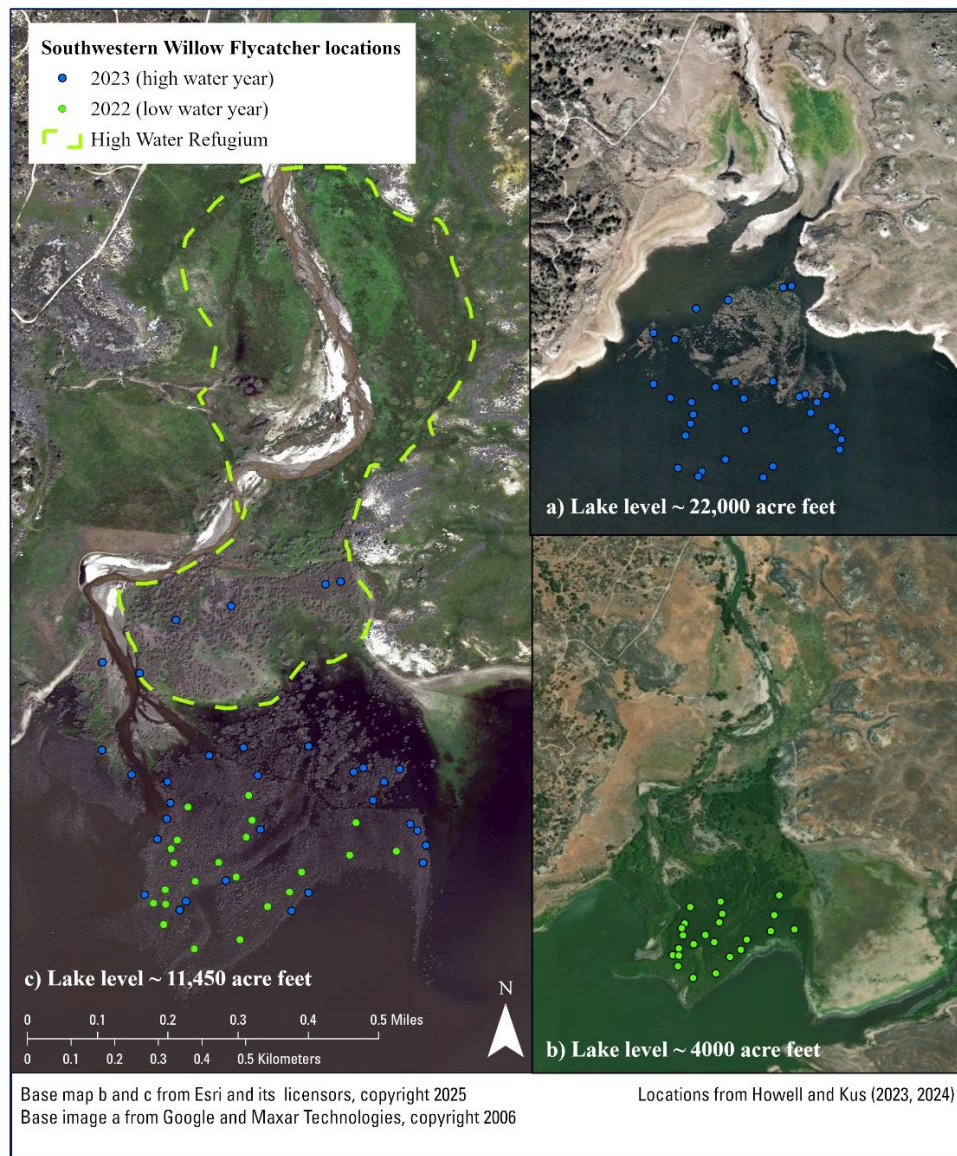 Southwestern Willow Flycatcher locations
2023 (high water year)
2022 (low water year)
High Water Refugium
a) Lake level ~ 22,000 acre feet
b) Lake level ~ 4000 acre feet
c) Lake level ~ 11,450 acre feet
N
0 0.1 0.2 0.3 0.4 0.5 Miles
0 0.1 0.2 0.3 0.4 0.5 Kilometers
Base map b and c from Esri and its licensors, copyright 2025
Base image a from Google and Maxar Technologies, copyright 2006
Locations from Howell and Kus (2023, 2024)